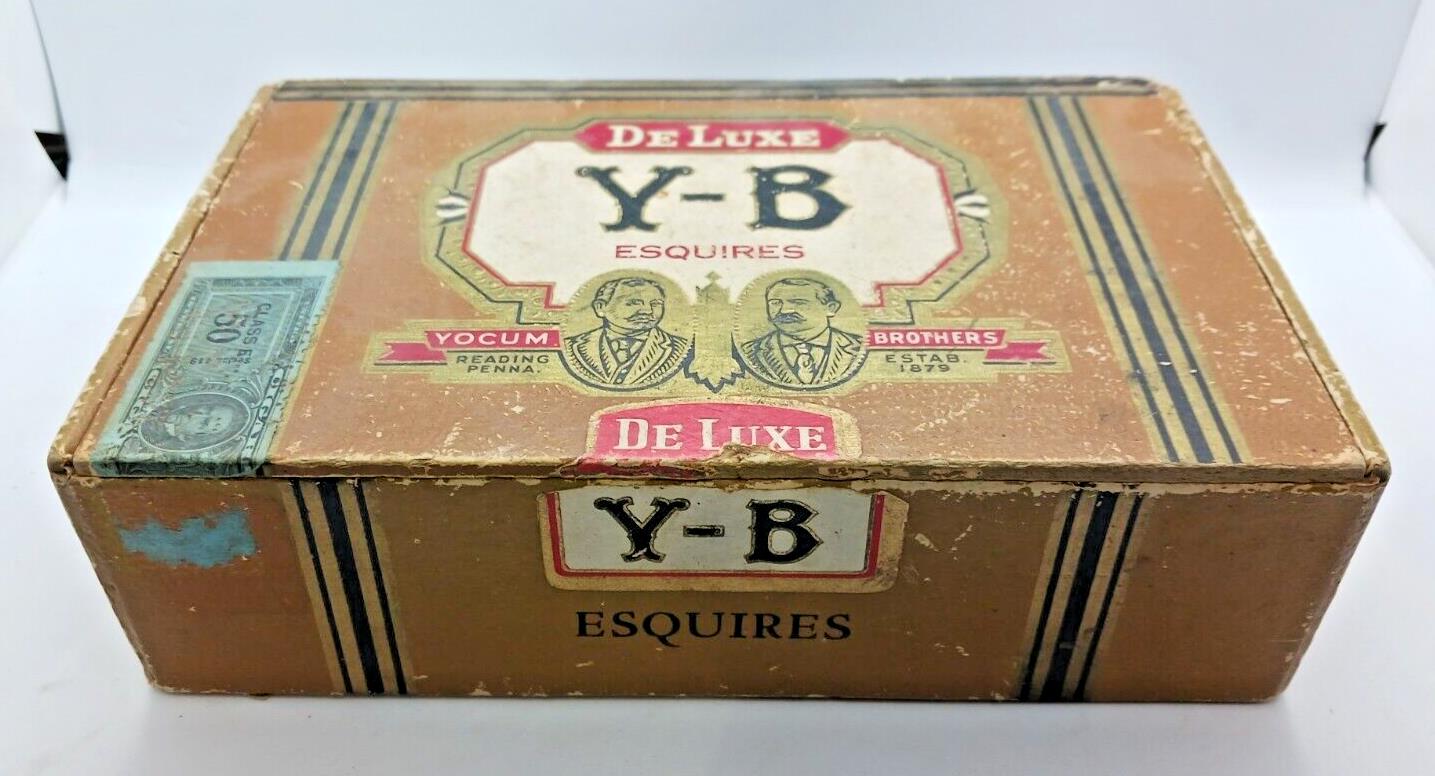 DE LUXE
Y-B
ESQUIRES
YOCUM BROTHERS
READING PENNA. ESTAB. 1879
CLASS E
50
DE LUXE
Y-B
ESQUIRES